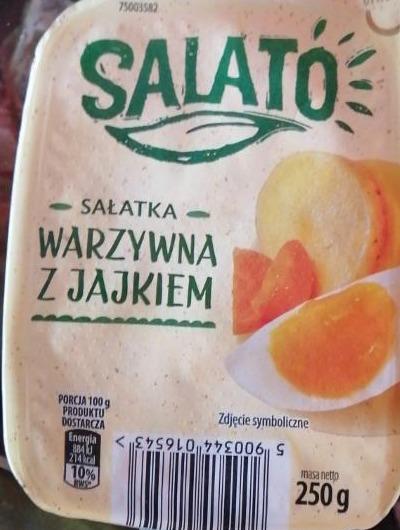 75003582
SALATO
SAŁATKA
WARZYWNA
Z JAJKIEM
PORCJA 100 g
PRODUKTU
DOSTARCZA
Energia
884 kJ
214 kcal
10%
RWS*
Zdjęcie symboliczne
5 900344 016543 >
masa netto
250 g